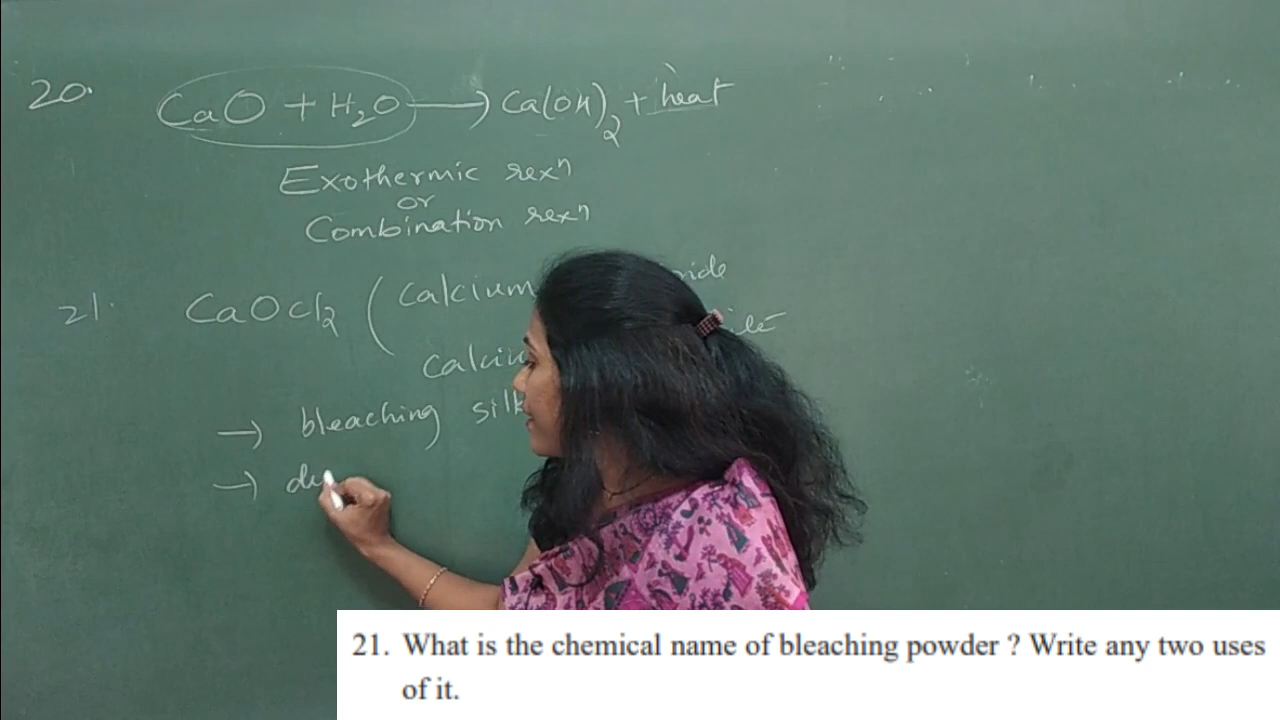 20. CaO + H₂O → Ca(OH)₂ + heat
Exothermic rexⁿ
or
Combination rexⁿ
21. CaOCl₂ ( Calcium
→ bleaching silk
→
21. What is the chemical name of bleaching powder ? Write any two uses
of it.